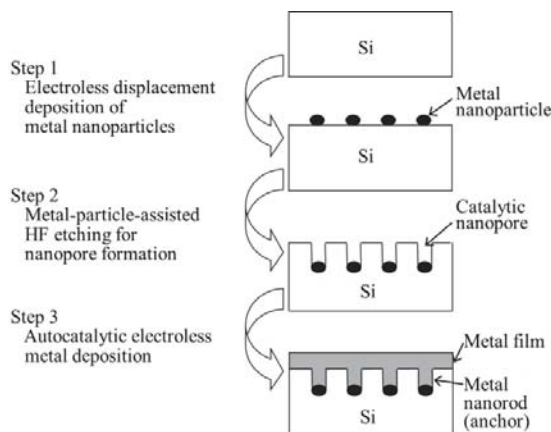 Si
Step 1
Electroless displacement
deposition of
metal nanoparticles
Metal
nanoparticle
Si
Step 2
Metal-particle-assisted
HF etching for
nanopore formation
Catalytic
nanopore
Si
Step 3
Autocatalytic electroless
metal deposition
Metal film
Metal
nanorod
(anchor)
Si